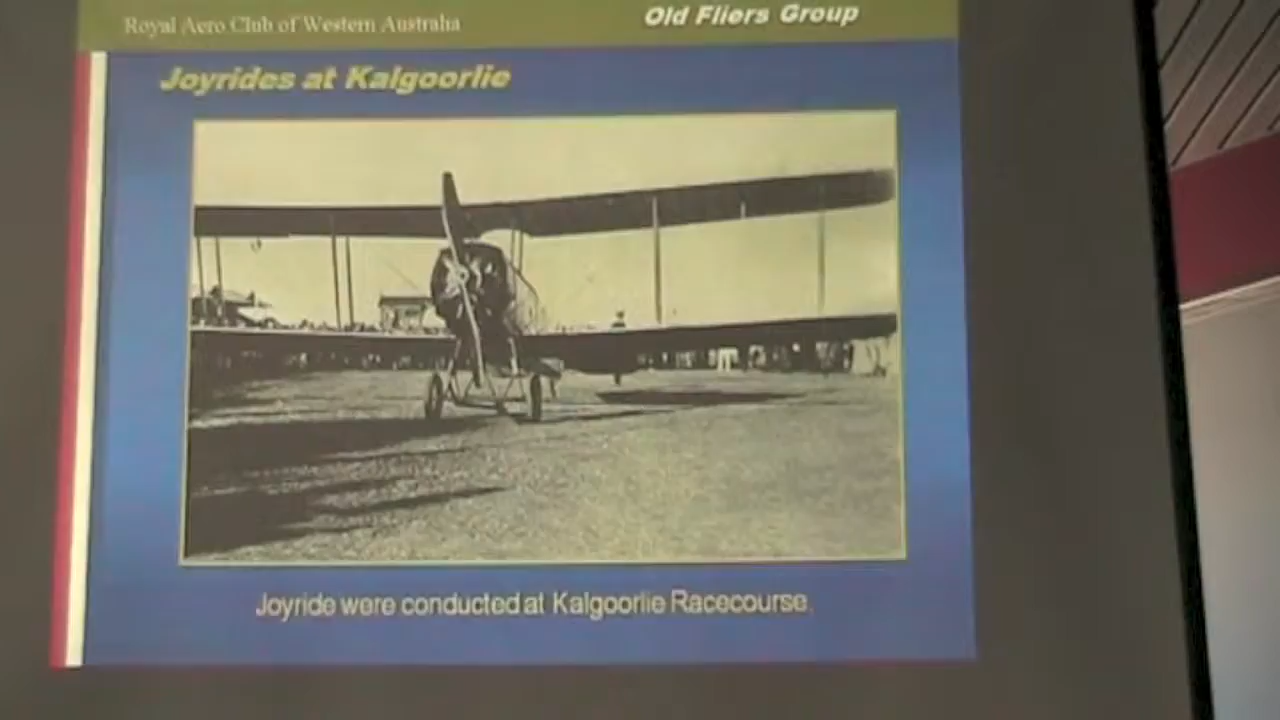 Royal Aero Club of Western Australia
Old Fliers Group
Joyrides at Kalgoorlie
Joyride were conducted at Kalgoorlie Racecourse.